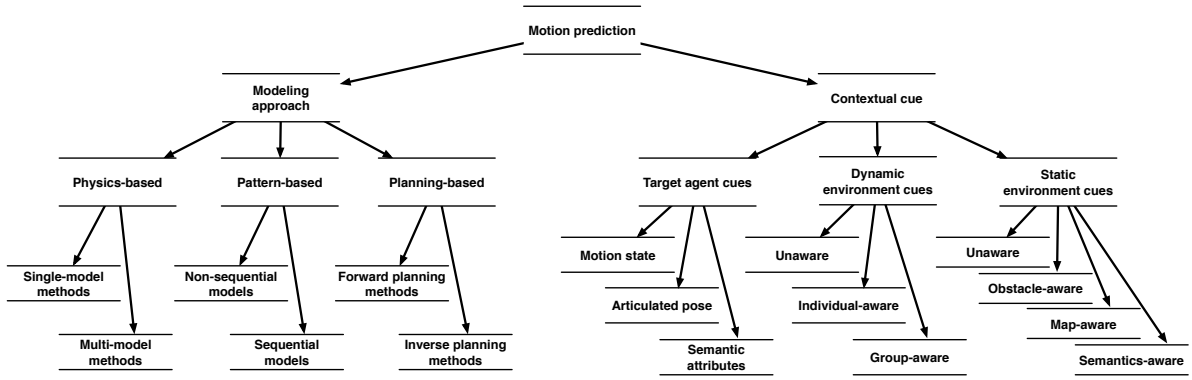 Motion prediction
Modeling
approach
Contextual cue
Physics-based
Pattern-based
Planning-based
Target agent cues
Dynamic
environment cues
Static
environment cues
Single-model
methods
Non-sequential
models
Forward planning
methods
Motion state
Unaware
Unaware
Articulated pose
Individual-aware
Obstacle-aware
Map-aware
Multi-model
methods
Sequential
models
Inverse planning
methods
Semantic
attributes
Group-aware
Semantics-aware